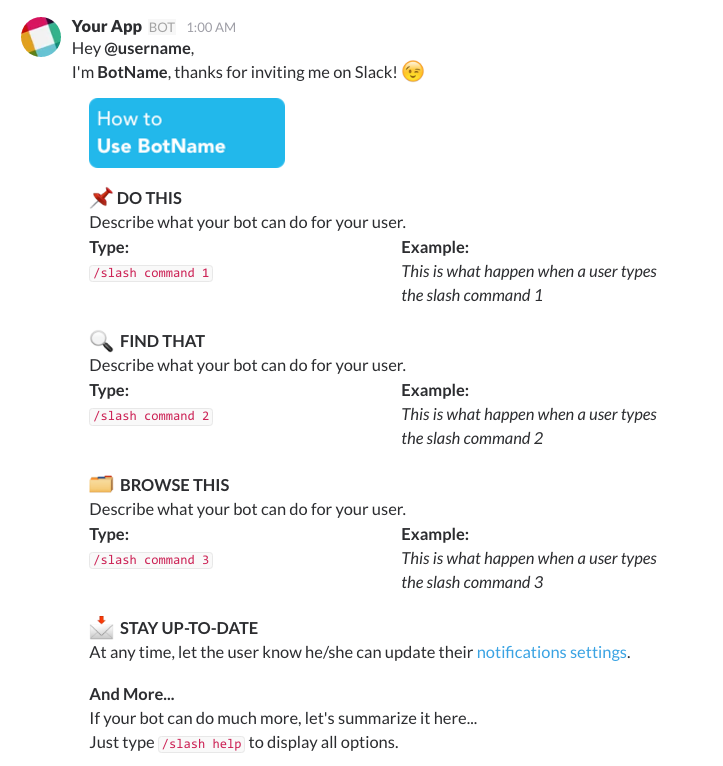 Your App BOT 1:00 AM
Hey @username,
I'm BotName, thanks for inviting me on Slack! 😉
How to
Use BotName
📌 DO THIS
Describe what your bot can do for your user.
Type: Example:
/slash command 1 This is what happen when a user types
the slash command 1
🔍 FIND THAT
Describe what your bot can do for your user.
Type: Example:
/slash command 2 This is what happen when a user types
the slash command 2
🗂 BROWSE THIS
Describe what your bot can do for your user.
Type: Example:
/slash command 3 This is what happen when a user types
the slash command 3
📩 STAY UP-TO-DATE
At any time, let the user know he/she can update their notifications settings.
And More...
If your bot can do much more, let's summarize it here...
Just type /slash help to display all options.